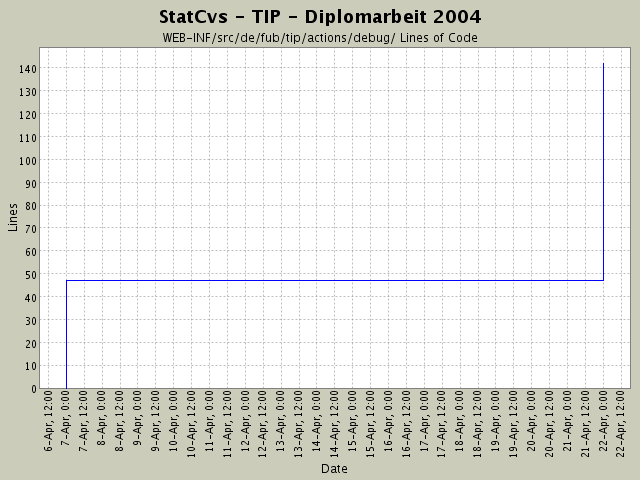 StatCvs - TIP - Diplomarbeit 2004
WEB-INF/src/de/fub/tip/actions/debug/ Lines of Code
Lines
140
130
120
110
100
90
80
70
60
50
40
30
20
10
0
6-Apr, 12:00
7-Apr, 0:00
7-Apr, 12:00
8-Apr, 0:00
8-Apr, 12:00
9-Apr, 0:00
9-Apr, 12:00
10-Apr, 0:00
10-Apr, 12:00
11-Apr, 0:00
11-Apr, 12:00
12-Apr, 0:00
12-Apr, 12:00
13-Apr, 0:00
13-Apr, 12:00
14-Apr, 0:00
14-Apr, 12:00
15-Apr, 0:00
15-Apr, 12:00
16-Apr, 0:00
16-Apr, 12:00
17-Apr, 0:00
17-Apr, 12:00
18-Apr, 0:00
18-Apr, 12:00
19-Apr, 0:00
19-Apr, 12:00
20-Apr, 0:00
20-Apr, 12:00
21-Apr, 0:00
21-Apr, 12:00
22-Apr, 0:00
22-Apr, 12:00
Date